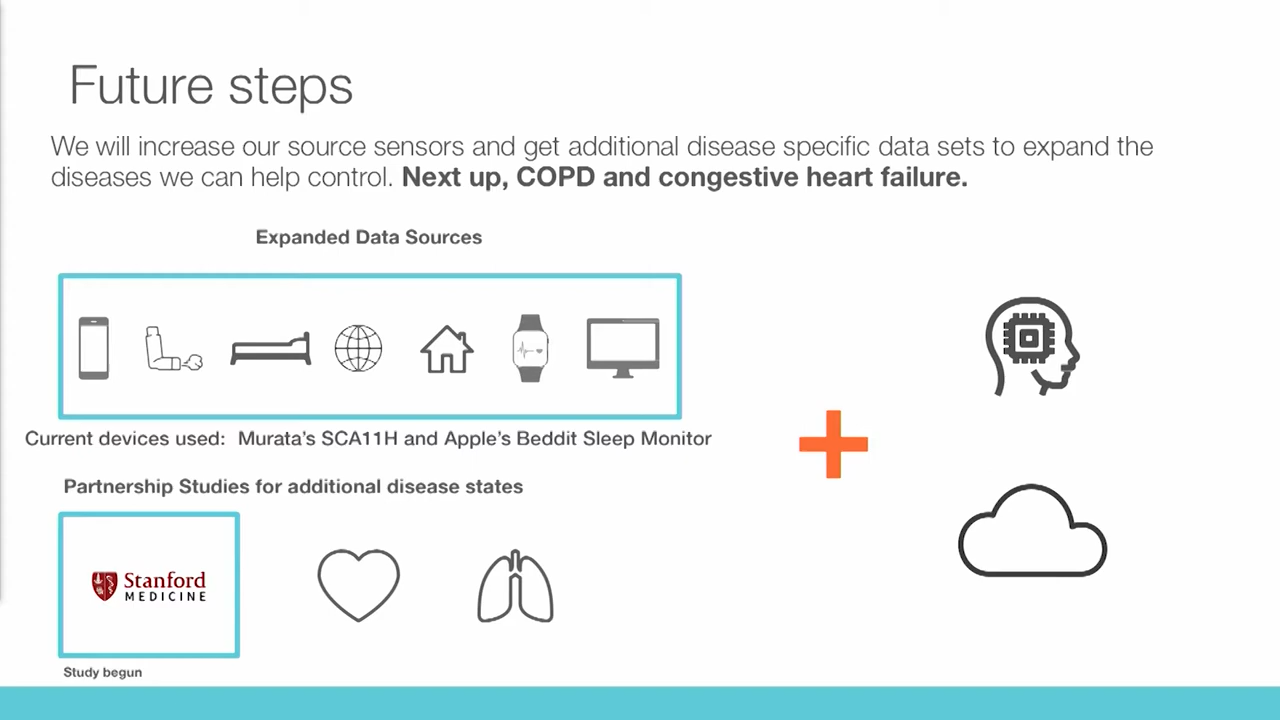 Future steps
We will increase our source sensors and get additional disease specific data sets to expand the
diseases we can help control. Next up, COPD and congestive heart failure.
Expanded Data Sources
Current devices used:  Murata's SCA11H and Apple's Beddit Sleep Monitor
Partnership Studies for additional disease states
Stanford
MEDICINE
Study begun